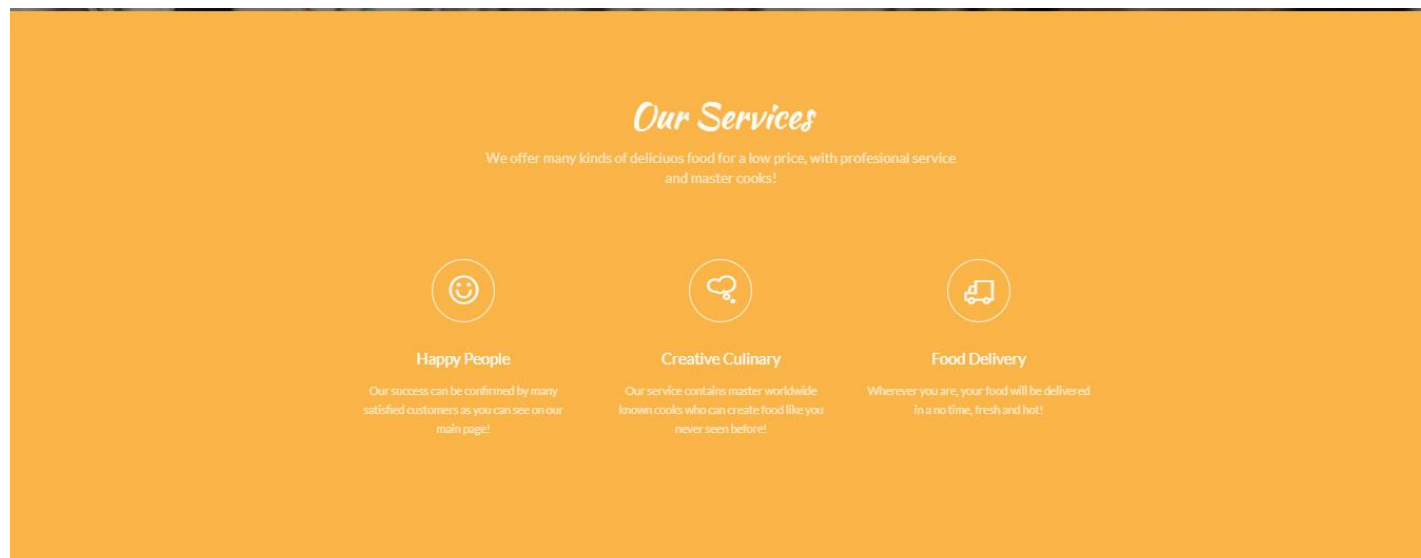 Our Services
We offer many kinds of deliciuos food for a low price, with profesional service
and master cooks!
Happy People
Our success can be confirmed by many
satisfied customers as you can see on our
main page!
Creative Culinary
Our service contains master worldwide
known cooks who can create food like you
never seen before!
Food Delivery
Wherever you are, your food will be delivered
in a no time, fresh and hot!